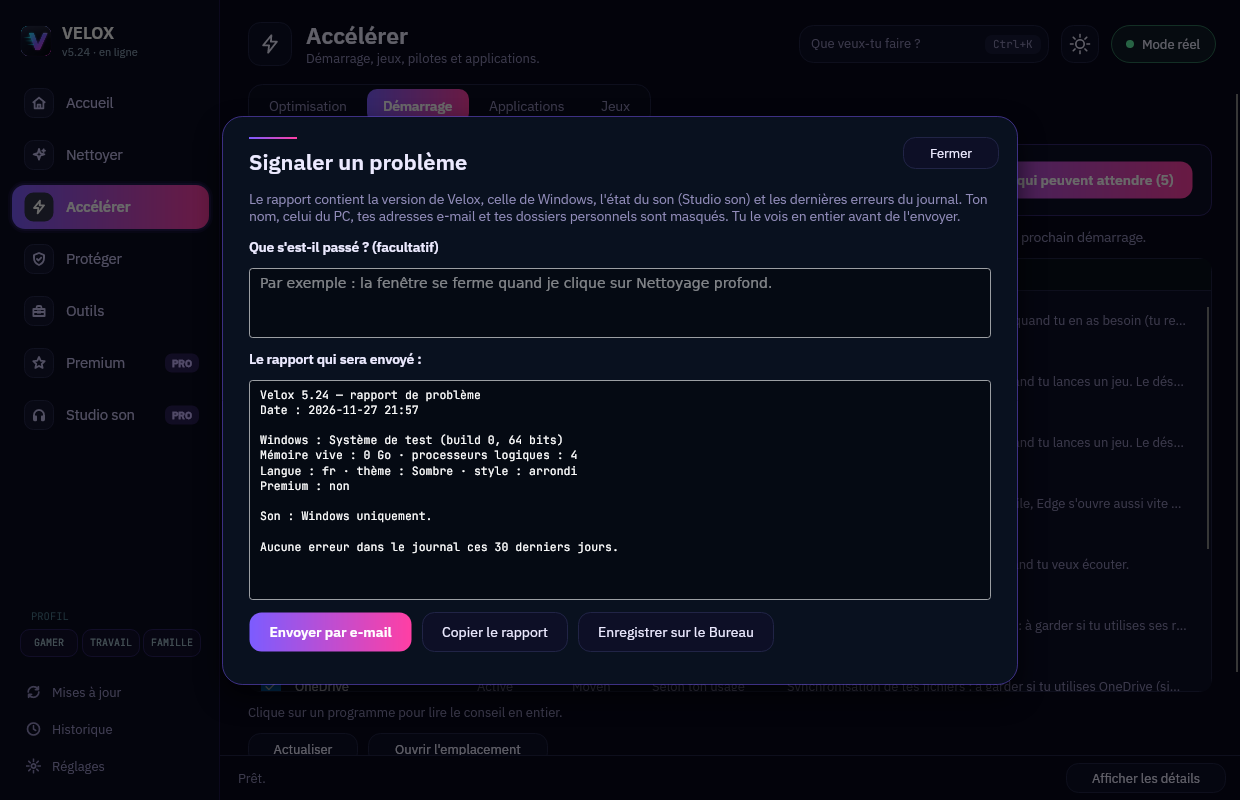 VELOX
v5.24 · en ligne
Accueil
Nettoyer
Accélérer
Protéger
Outils
Premium PRO
Studio son PRO
PROFIL
GAMER TRAVAIL FAMILLE
Mises à jour
Historique
Réglages
Accélérer
Démarrage, jeux, pilotes et applications.
Que veux-tu faire ? Ctrl+K
Mode réel
Optimisation Démarrage Applications Jeux
Signaler un problème
Fermer
Le rapport contient la version de Velox, celle de Windows, l'état du son (Studio son) et les dernières erreurs du journal. Ton
nom, celui du PC, tes adresses e-mail et tes dossiers personnels sont masqués. Tu le vois en entier avant de l'envoyer.
Que s'est-il passé ? (facultatif)
Par exemple : la fenêtre se ferme quand je clique sur Nettoyage profond.
Le rapport qui sera envoyé :
Velox 5.24 — rapport de problème
Date : 2026-11-27 21:57
Windows : Système de test (build 0, 64 bits)
Mémoire vive : 0 Go · processeurs logiques : 4
Langue : fr · thème : Sombre · style : arrondi
Premium : non
Son : Windows uniquement.
Aucune erreur dans le journal ces 30 derniers jours.
Envoyer par e-mail Copier le rapport Enregistrer sur le Bureau
qui peuvent attendre (5)
prochain démarrage.
quand tu en as besoin (tu re...
nd tu lances un jeu. Le dés...
nd tu lances un jeu. Le dés...
ile, Edge s'ouvre aussi vite ...
nd tu veux écouter.
: à garder si tu utilises ses r...
OneDrive Activé Moyen Selon ton usage Synchronisation de tes fichiers : à garder si tu utilises OneDrive (si...
Clique sur un programme pour lire le conseil en entier.
Actualiser Ouvrir l'emplacement
Prêt.
Afficher les détails